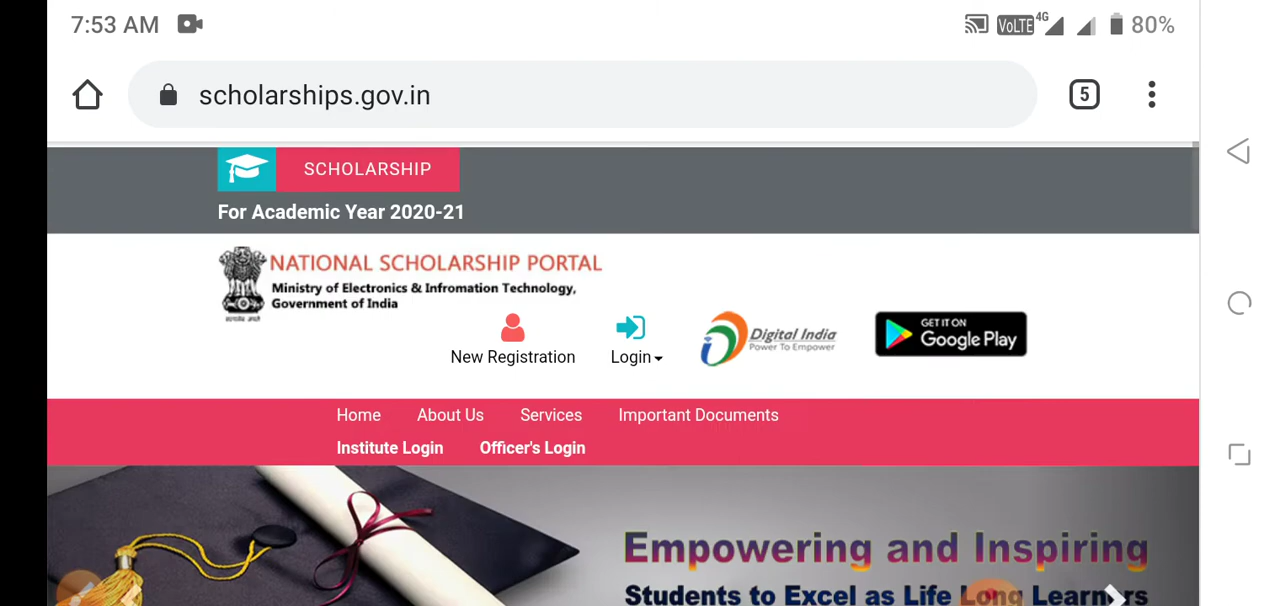 7:53 AM VoLTE 4G 80%
scholarships.gov.in 5
SCHOLARSHIP
For Academic Year 2020-21
NATIONAL SCHOLARSHIP PORTAL
Ministry of Electronics & Infromation Technology,
Government of India
New Registration
Login
Digital India
Power To Empower
GET IT ON
Google Play
Home About Us Services Important Documents
Institute Login Officer's Login
Empowering and Inspiring
Students to Excel as Life Long Learners